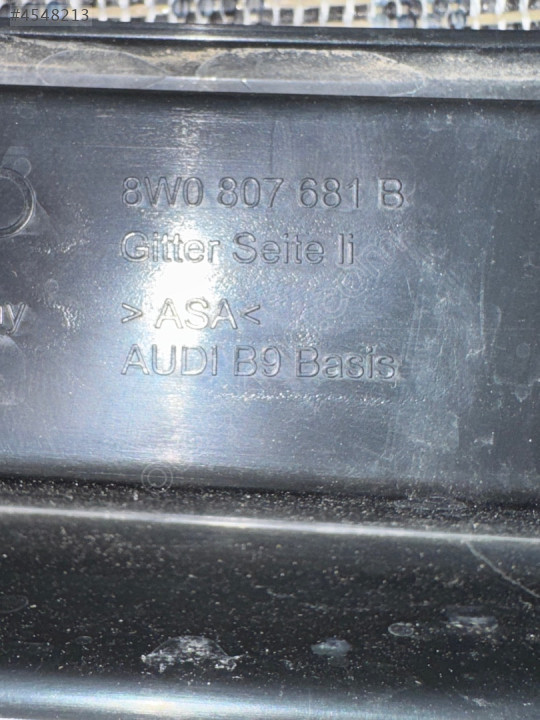 #4548213
8W0 807 681 B
Gitter Seite li
>ASA<
AUDI B9 Basis